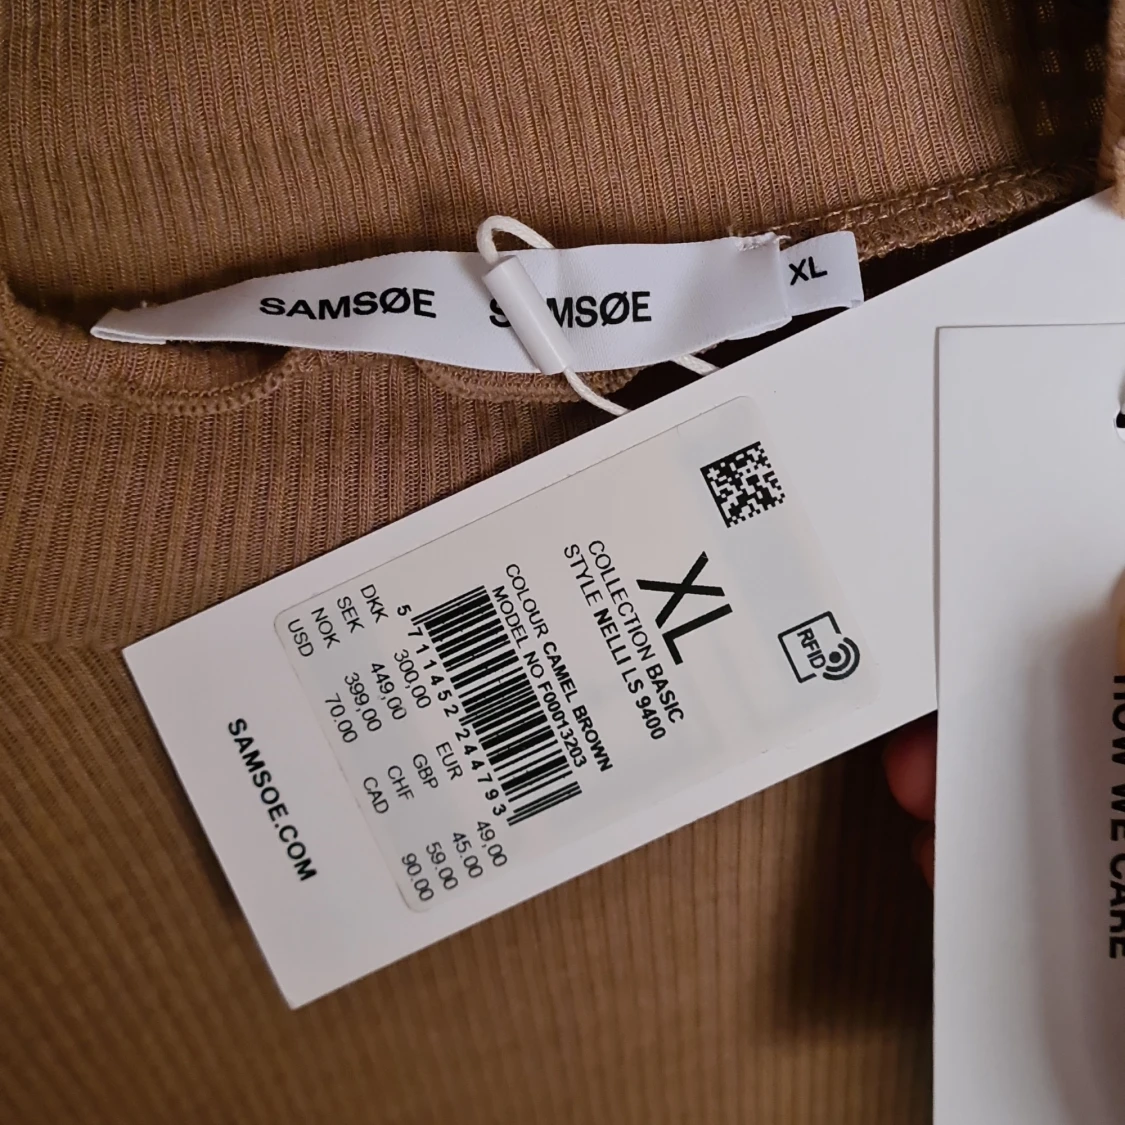 SAMSØE SAMSØE
XL
XL
COLLECTION BASIC
STYLE NELLI LS 9400
COLOUR CAMEL BROWN
MODEL NO F00013203
5 711452 244793
DKK 300,00 EUR 49,00
SEK 449,00 GBP 45.00
NOK 399,00 CHF 59.00
USD 70.00 CAD 90.00
RFID
SAMSOE.COM
HOW WE CARE